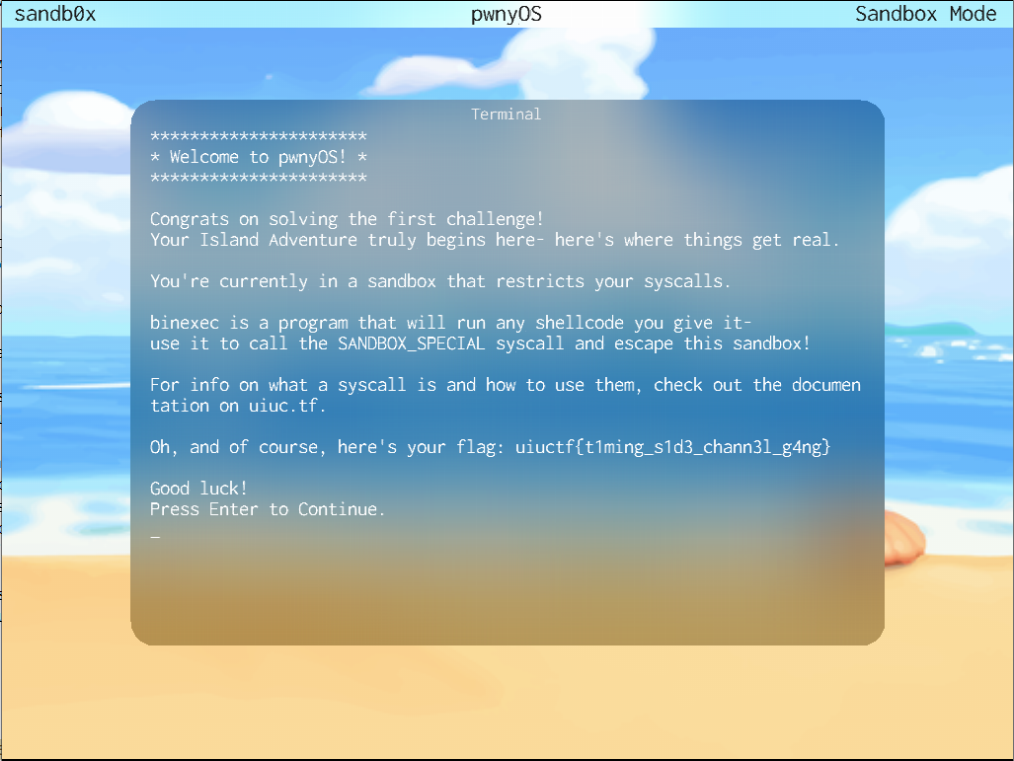 sandb0x pwnyOS Sandbox Mode
Terminal
**********************
* Welcome to pwnyOS! *
**********************
Congrats on solving the first challenge!
Your Island Adventure truly begins here- here's where things get real.
You're currently in a sandbox that restricts your syscalls.
binexec is a program that will run any shellcode you give it-
use it to call the SANDBOX_SPECIAL syscall and escape this sandbox!
For info on what a syscall is and how to use them, check out the documen
tation on uiuc.tf.
Oh, and of course, here's your flag: uiuctf{t1ming_s1d3_chann3l_g4ng}
Good luck!
Press Enter to Continue.
_